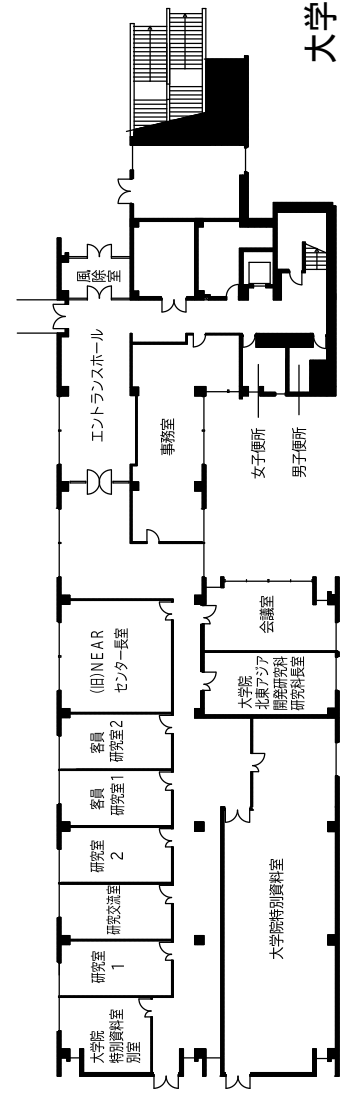 大学
風除室
エントランスホール
事務室
女子便所
男子便所
(旧)NEAR
センター長室
会議室
大学院
北東アジア
開発研究科
研究科長室
客員
研究室2
客員
研究室1
研究室
2
研究交流室
研究室
1
大学院
特別資料室
別室
大学院特別資料室